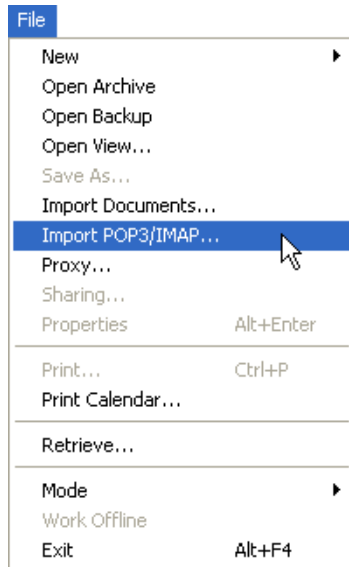 File
New
Open Archive
Open Backup
Open View...
Save As...
Import Documents...
Import POP3/IMAP...
Proxy...
Sharing...
Properties Alt+Enter
Print... Ctrl+P
Print Calendar...
Retrieve...
Mode
Work Offline
Exit Alt+F4